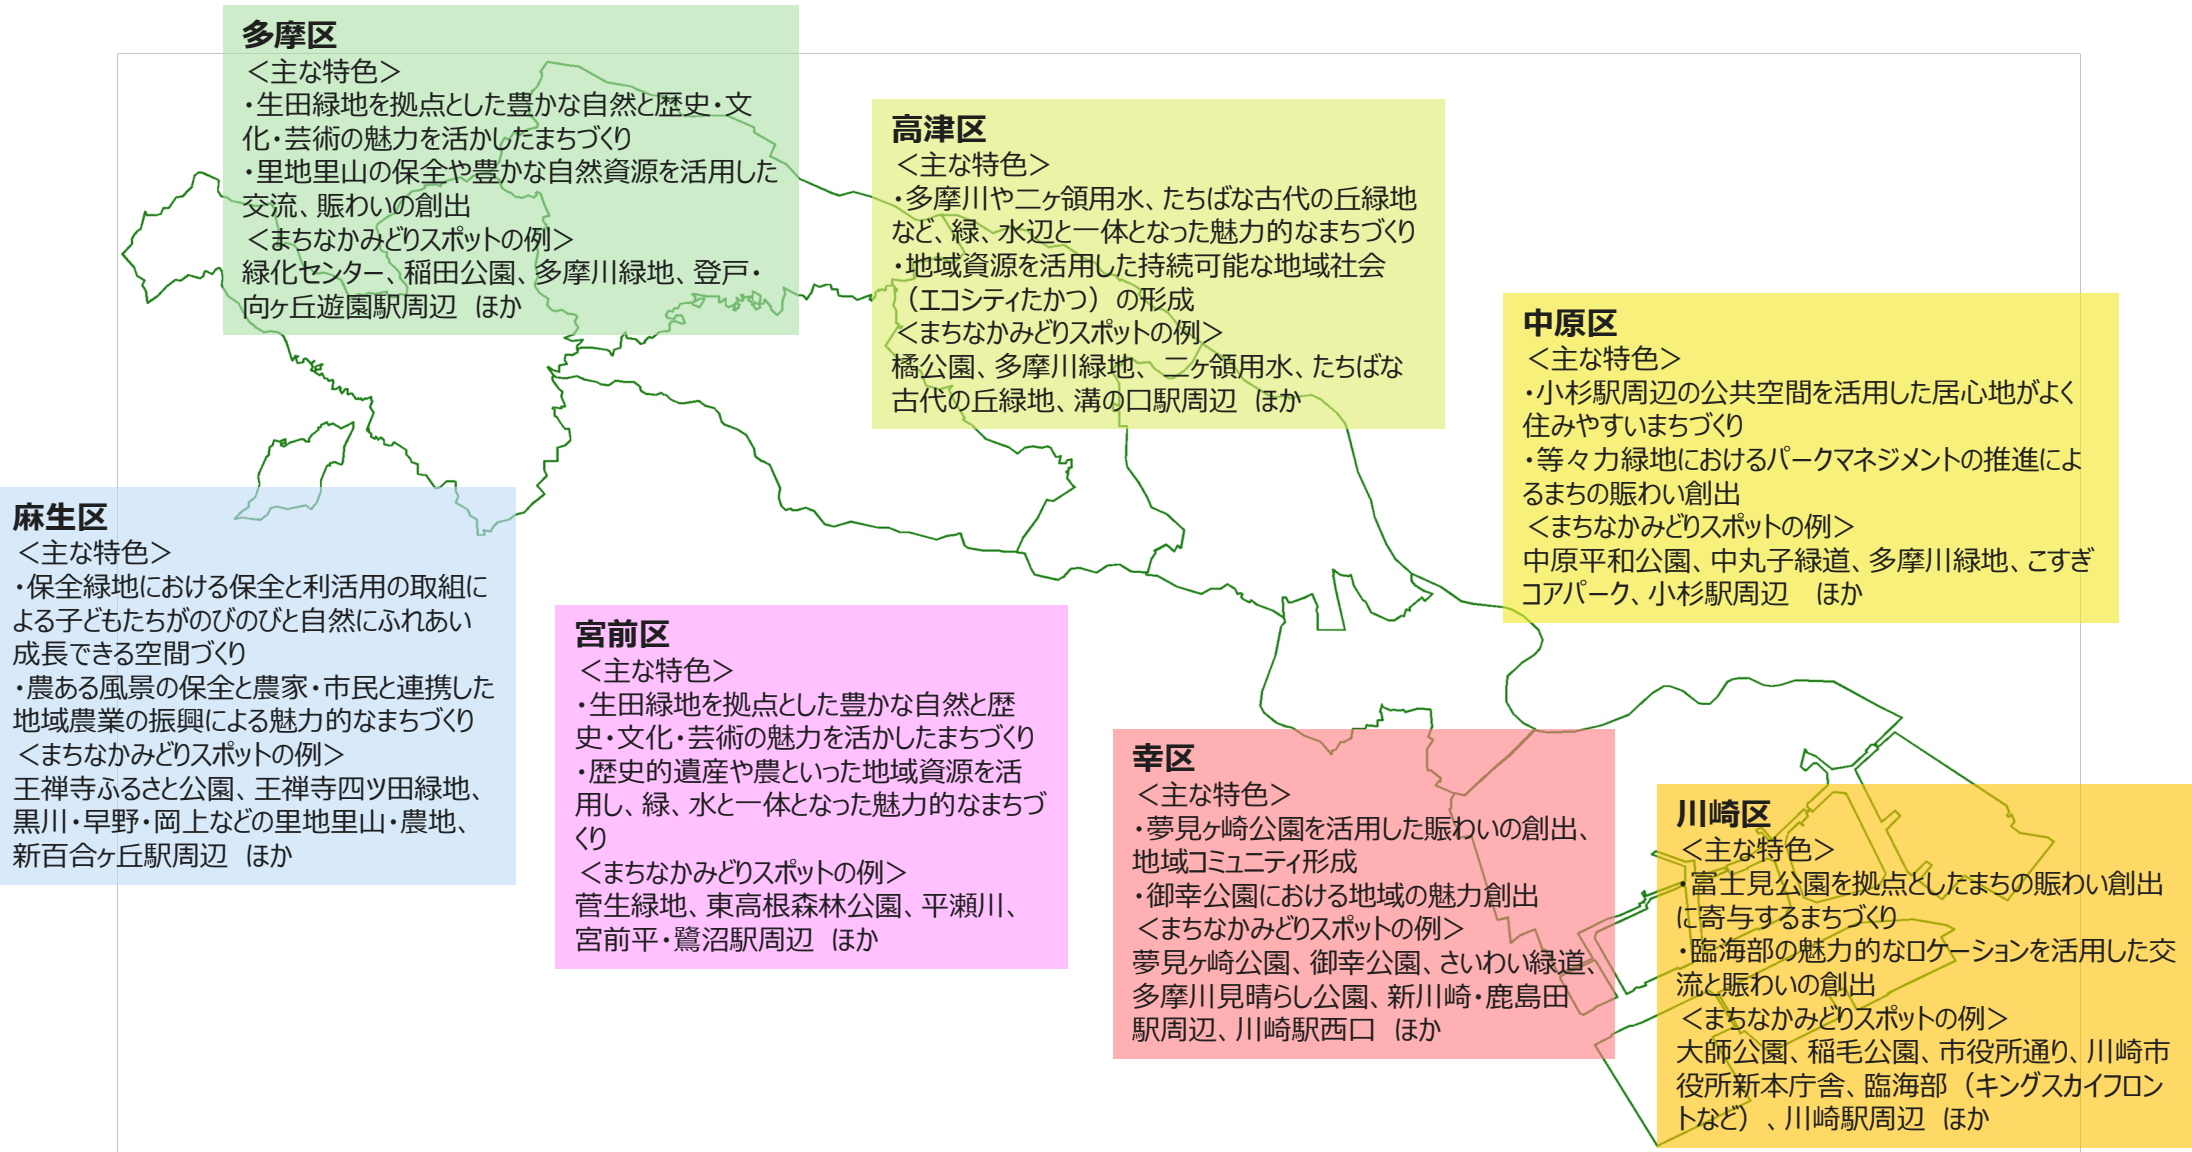 多摩区
＜主な特色＞
・生田緑地を拠点とした豊かな自然と歴史・文
化・芸術の魅力を活かしたまちづくり
・里地里山の保全や豊かな自然資源を活用した
交流、賑わいの創出
＜まちなかみどりスポットの例＞
緑化センター、稲田公園、多摩川緑地、登戸・
向ヶ丘遊園駅周辺　ほか
高津区
＜主な特色＞
・多摩川や二ヶ領用水、たちばな古代の丘緑地
など、緑、水辺と一体となった魅力的なまちづくり
・地域資源を活用した持続可能な地域社会
（エコシティたかつ）の形成
＜まちなかみどりスポットの例＞
橘公園、多摩川緑地、二ヶ領用水、たちばな
古代の丘緑地、溝の口駅周辺　ほか
中原区
＜主な特色＞
・小杉駅周辺の公共空間を活用した居心地がよく
住みやすいまちづくり
・等々力緑地におけるパークマネジメントの推進によ
るまちの賑わい創出
＜まちなかみどりスポットの例＞
中原平和公園、中丸子緑道、多摩川緑地、こすぎ
コアパーク、小杉駅周辺　ほか
麻生区
＜主な特色＞
・保全緑地における保全と利活用の取組に
よる子どもたちがのびのびと自然にふれあい
成長できる空間づくり
・農ある風景の保全と農家・市民と連携した
地域農業の振興による魅力的なまちづくり
＜まちなかみどりスポットの例＞
王禅寺ふるさと公園、王禅寺四ツ田緑地、
黒川・早野・岡上などの里地里山・農地、
新百合ヶ丘駅周辺　ほか
宮前区
＜主な特色＞
・生田緑地を拠点とした豊かな自然と歴
史・文化・芸術の魅力を活かしたまちづくり
・歴史的遺産や農といった地域資源を活
用し、緑、水と一体となった魅力的なまちづ
くり
＜まちなかみどりスポットの例＞
菅生緑地、東高根森林公園、平瀬川、
宮前平・鷺沼駅周辺　ほか
幸区
＜主な特色＞
・夢見ヶ崎公園を活用した賑わいの創出、
地域コミュニティ形成
・御幸公園における地域の魅力創出
＜まちなかみどりスポットの例＞
夢見ヶ崎公園、御幸公園、さいわい緑道、
多摩川見晴らし公園、新川崎・鹿島田
駅周辺、川崎駅西口　ほか
川崎区
＜主な特色＞
・富士見公園を拠点としたまちの賑わい創出
に寄与するまちづくり
・臨海部の魅力的なロケーションを活用した交
流と賑わいの創出
＜まちなかみどりスポットの例＞
大師公園、稲毛公園、市役所通り、川崎市
役所新本庁舎、臨海部（キングスカイフロン
トなど）、川崎駅周辺　ほか